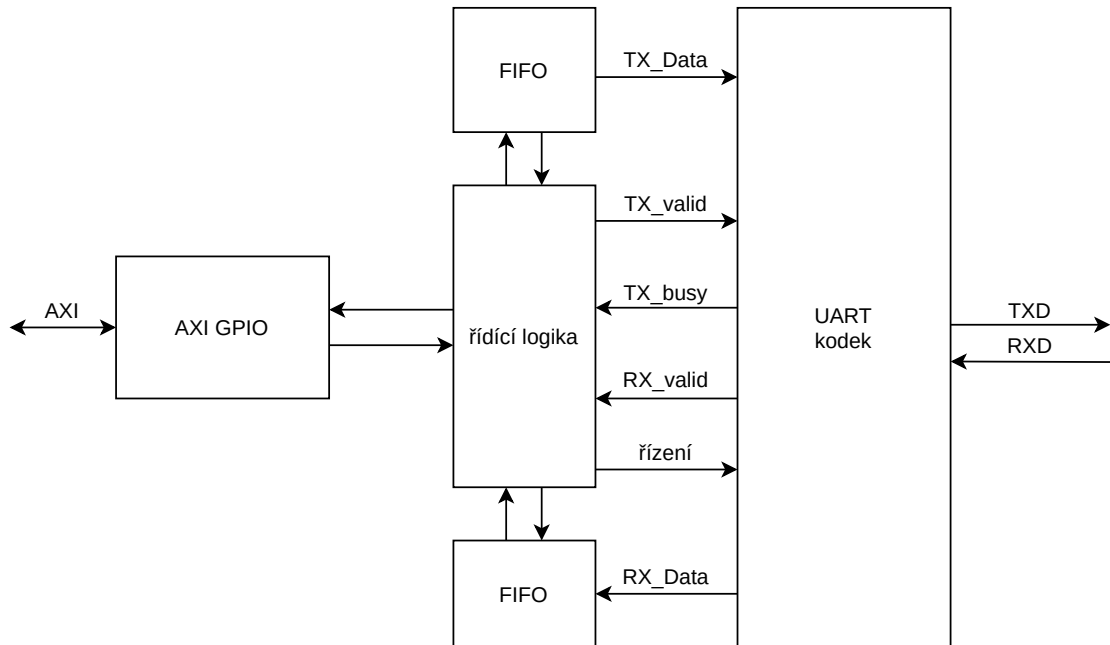 FIFO
TX_Data
TX_valid
AXI
AXI GPIO
řídící logika
TX_busy
UART
kodek
TXD
RXD
RX_valid
řízení
FIFO
RX_Data